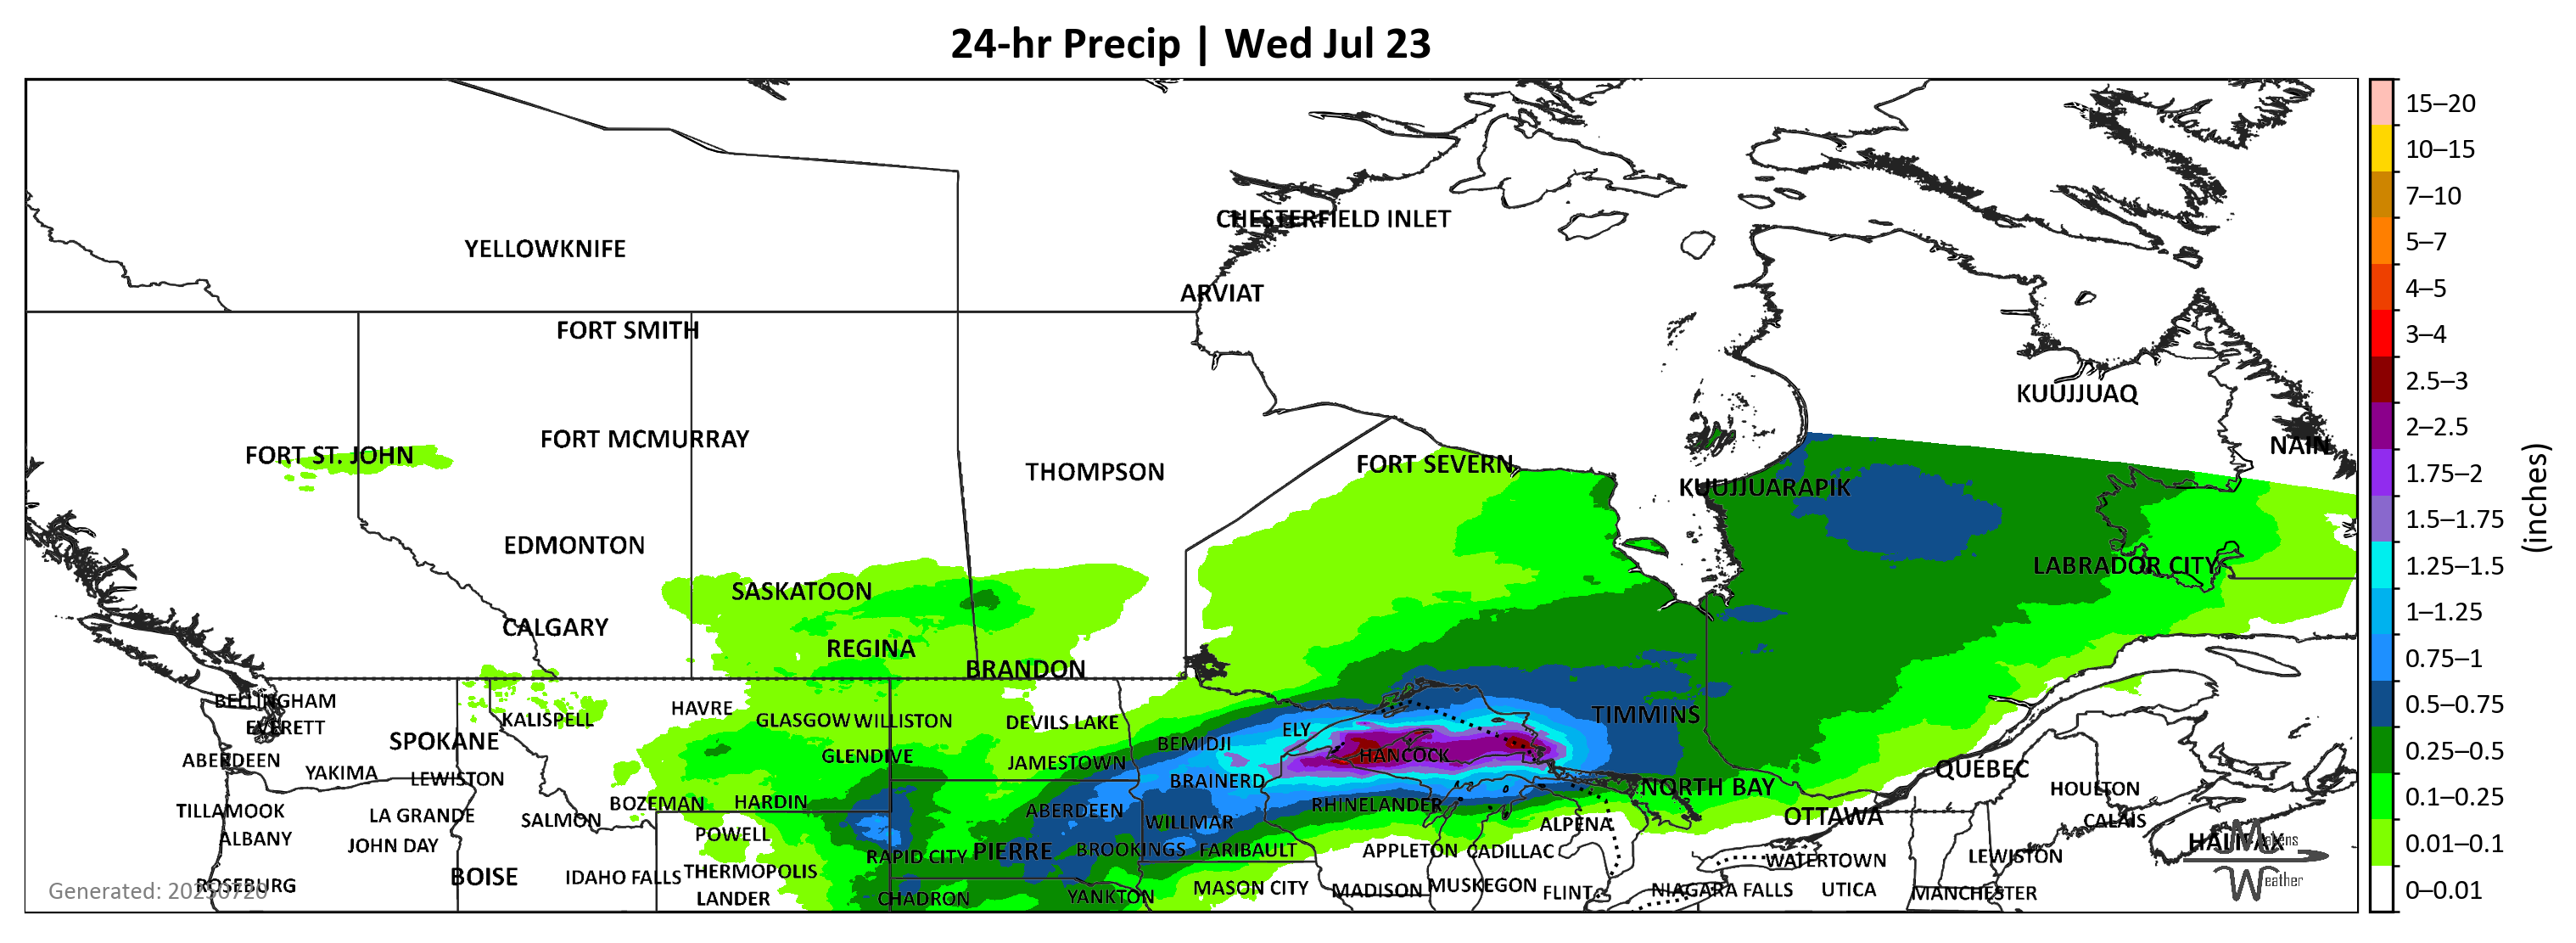 24-hr Precip | Wed Jul 23
15–20
10–15
7–10
5–7
4–5
3–4
2.5–3
2–2.5
1.75–2
1.5–1.75
1.25–1.5
1–1.25
0.75–1
0.5–0.75
0.25–0.5
0.1–0.25
0.01–0.1
0–0.01
(inches)
CHESTERFIELD INLET
YELLOWKNIFE
ARVIAT
FORT SMITH
KUUJJUAQ
FORT MCMURRAY
NAIN
FORT ST. JOHN
FORT SEVERN
THOMPSON
KUUJJUARAPIK
EDMONTON
LABRADOR CITY
SASKATOON
CALGARY
REGINA
BRANDON
BELLINGHAM
HAVRE
TIMMINS
KALISPELL
GLASGOW
WILLISTON
DEVILS LAKE
EVERETT
ELY
SPOKANE
BEMIDJI
ABERDEEN
GLENDIVE
JAMESTOWN
HANCOCK
YAKIMA
LEWISTON
BRAINERD
QUÉBEC
NORTH BAY
HOULTON
TILLAMOOK
LA GRANDE
SALMON
BOZEMAN
HARDIN
ABERDEEN
RHINELANDER
OTTAWA
CALAIS
ALBANY
JOHN DAY
POWELL
WILLMAR
ALPENA
HALIFAX
RAPID CITY
PIERRE
BROOKINGS
FARIBAULT
APPLETON
CADILLAC
WATERTOWN
LEWISTON
BOISE
IDAHO FALLS
THERMOPOLIS
ROSEBURG
LANDER
CHADRON
YANKTON
MASON CITY
MADISON
MUSKEGON
FLINT
NIAGARA FALLS
UTICA
MANCHESTER
Generated: 20250720
Weather